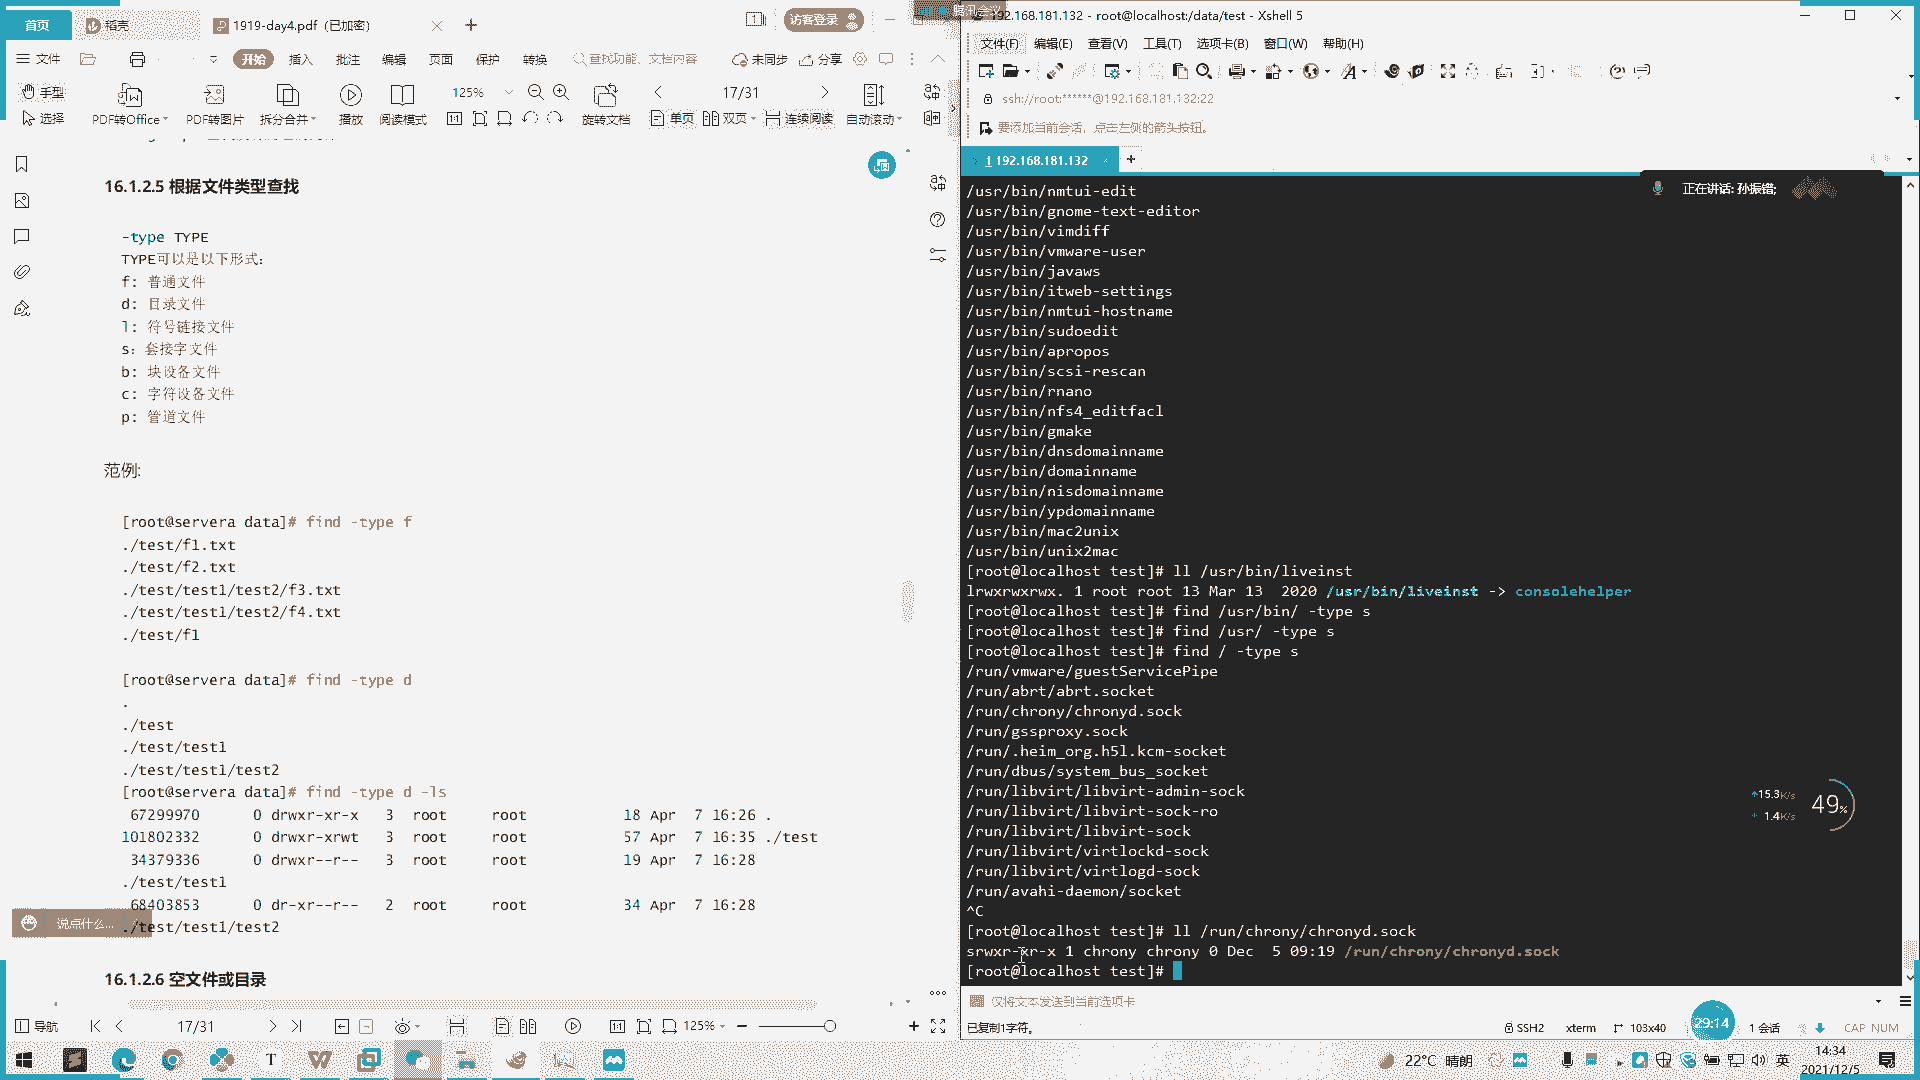 首页
稻壳
1919-day4.pdf（已加密）
访客登录
文件
开始
插入
批注
编辑
页面
保护
转换
查找功能、文档内容
未同步
分享
手型
选择
PDF转Office
PDF转图片
拆分合并
播放
阅读模式
125%
旋转文档
17/31
单页
双页
连续阅读
自动滚动
16.1.2.5 根据文件类型查找
-type TYPE
TYPE可以是以下形式：
f: 普通文件
d: 目录文件
l: 符号链接文件
s：套接字文件
b: 块设备文件
c: 字符设备文件
p: 管道文件
范例:
[root@servera data]# find -type f
./test/f1.txt
./test/f2.txt
./test/test1/test2/f3.txt
./test/test1/test2/f4.txt
./test/f1
[root@servera data]# find -type d
.
./test
./test/test1
./test/test1/test2
[root@servera data]# find -type d -ls
67299970 0 drwxr-xr-x 3 root root 18 Apr 7 16:26 .
101802332 0 drwxr-xrwt 3 root root 57 Apr 7 16:35 ./test
34379336 0 drwxr--r-- 3 root root 19 Apr 7 16:28
./test/test1
68403853 0 dr-xr--r-- 2 root root 34 Apr 7 16:28
./test/test1/test2
说点什么...
16.1.2.6 空文件或目录
导航
17/31
125%
腾讯会议
192.168.181.132 - root@localhost:/data/test - Xshell 5
文件(F) 编辑(E) 查看(V) 工具(T) 选项卡(B) 窗口(W) 帮助(H)
ssh://root:******@192.168.181.132:22
要添加当前会话，点击左侧的箭头按钮。
1 192.168.181.132
正在讲话: 孙振锴;
/usr/bin/nmtui-edit
/usr/bin/gnome-text-editor
/usr/bin/vimdiff
/usr/bin/vmware-user
/usr/bin/javaws
/usr/bin/itweb-settings
/usr/bin/nmtui-hostname
/usr/bin/sudoedit
/usr/bin/apropos
/usr/bin/scsi-rescan
/usr/bin/rnano
/usr/bin/nfs4_editfacl
/usr/bin/gmake
/usr/bin/dnsdomainname
/usr/bin/domainname
/usr/bin/nisdomainname
/usr/bin/ypdomainname
/usr/bin/mac2unix
/usr/bin/unix2mac
[root@localhost test]# ll /usr/bin/liveinst
lrwxrwxrwx. 1 root root 13 Mar 13  2020 /usr/bin/liveinst -> consolehelper
[root@localhost test]# find /usr/bin/ -type s
[root@localhost test]# find /usr/ -type s
[root@localhost test]# find / -type s
/run/vmware/guestServicePipe
/run/abrt/abrt.socket
/run/chrony/chronyd.sock
/run/gssproxy.sock
/run/.heim_org.h5l.kcm-socket
/run/dbus/system_bus_socket
/run/libvirt/libvirt-admin-sock
/run/libvirt/libvirt-sock-ro
/run/libvirt/libvirt-sock
/run/libvirt/virtlockd-sock
/run/libvirt/virtlogd-sock
/run/avahi-daemon/socket
^C
[root@localhost test]# ll /run/chrony/chronyd.sock
srwxr-xr-x 1 chrony chrony 0 Dec  5 09:19 /run/chrony/chronyd.sock
[root@localhost test]#
15.3K/s
1.4K/s
49%
仅将文本发送到当前选项卡
已复制1字符。
SSH2
xterm
103x40
29:14
1 会话
CAP NUM
22°C 晴朗
英
14:34
2021/12/5